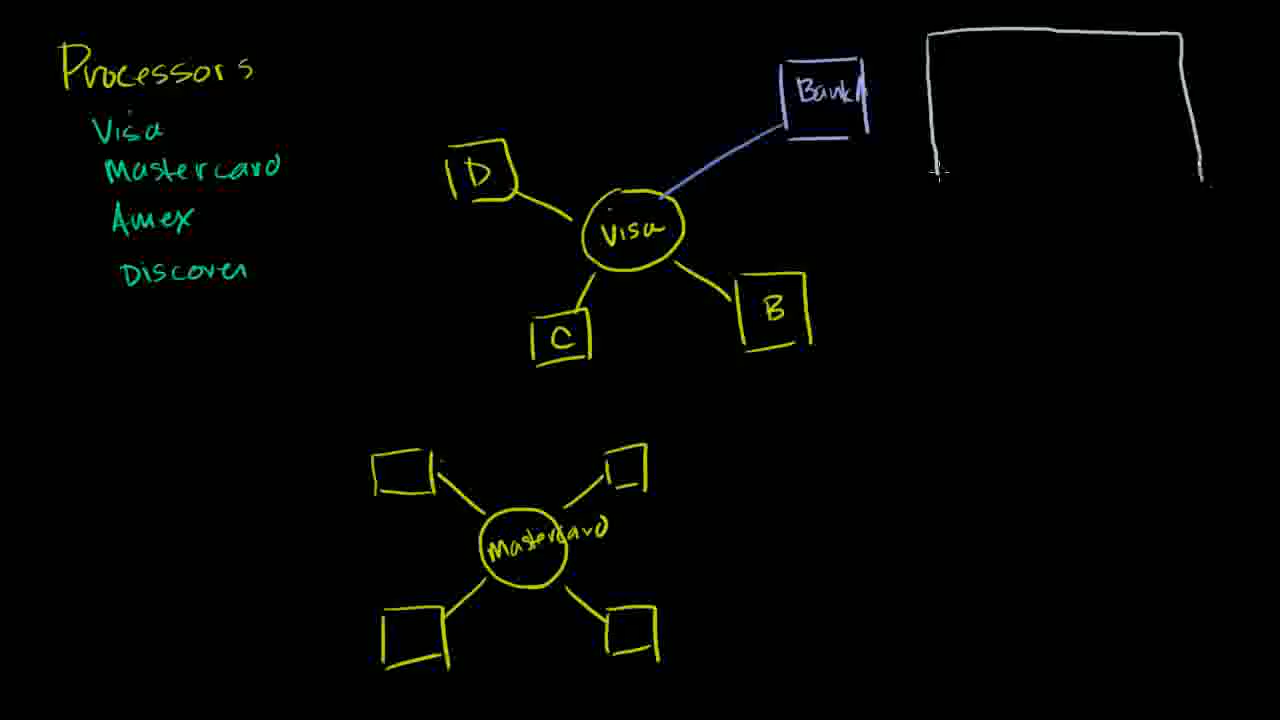 Processors
Visa
Mastercard
Amex
Discover
Bank A
D
Visa
B
C
Mastercard